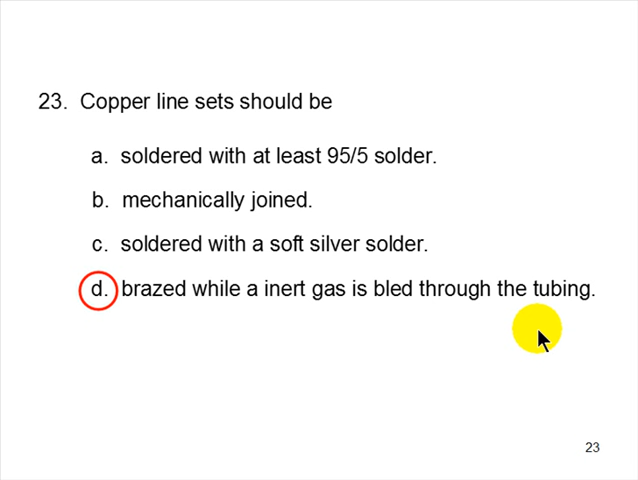 23. Copper line sets should be
a. soldered with at least 95/5 solder.
b. mechanically joined.
c. soldered with a soft silver solder.
d. brazed while a inert gas is bled through the tubing.
23